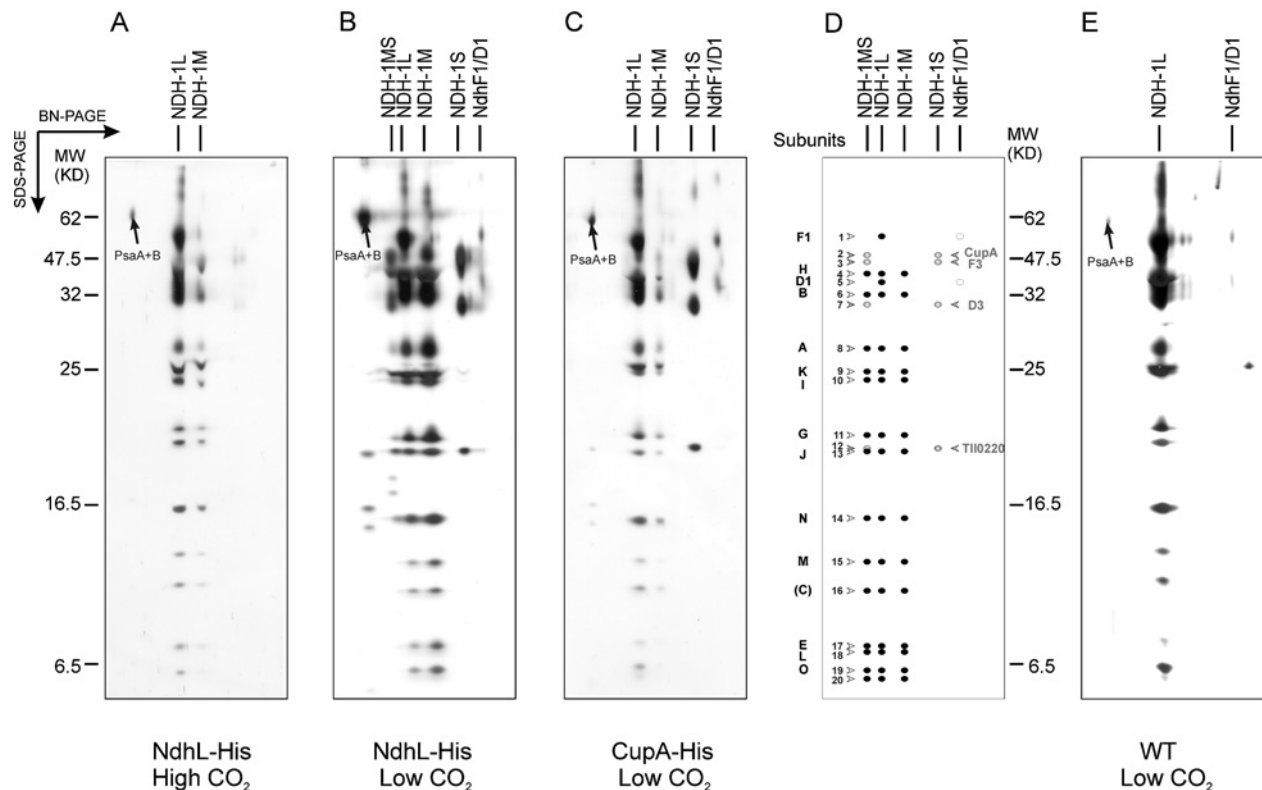 A
B
C
D
E
NDH-1L
NDH-1M
NDH-1MS
NDH-1L
NDH-1M
NDH-1S
NdhF1/D1
NDH-1L
NDH-1M
NDH-1S
NdhF1/D1
NDH-1MS
NDH-1L
NDH-1M
NDH-1S
NdhF1/D1
NDH-1L
NdhF1/D1
BN-PAGE
SDS-PAGE
MW
(KD)
62
47.5
32
25
16.5
6.5
PsaA+B
PsaA+B
PsaA+B
Subunits
F1
H
D1
B
A
K
I
G
J
N
M
(C)
E
L
O
1
2
3
4
5
6
7
8
9
10
11
12
13
14
15
16
17
18
19
20
CupA
F3
D3
Tll0220
MW
(KD)
62
47.5
32
25
16.5
6.5
PsaA+B
NdhL-His
High CO₂
NdhL-His
Low CO₂
CupA-His
Low CO₂
WT
Low CO₂